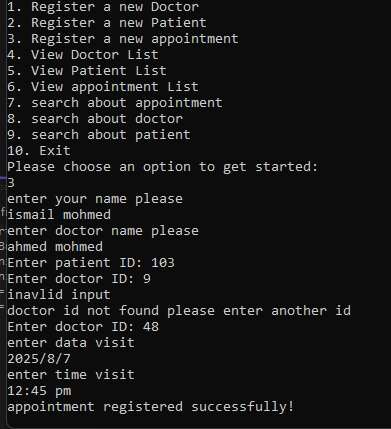 1. Register a new Doctor
2. Register a new Patient
3. Register a new appointment
4. View Doctor List
5. View Patient List
6. View appointment List
7. search about appointment
8. search about doctor
9. search about patient
10. Exit
Please choose an option to get started:
3
enter your name please
ismail mohmed
enter doctor name please
ahmed mohmed
Enter patient ID: 103
Enter doctor ID: 9
inavlid input
doctor id not found please enter another id
Enter doctor ID: 48
enter data visit
2025/8/7
enter time visit
12:45 pm
appointment registered successfully!